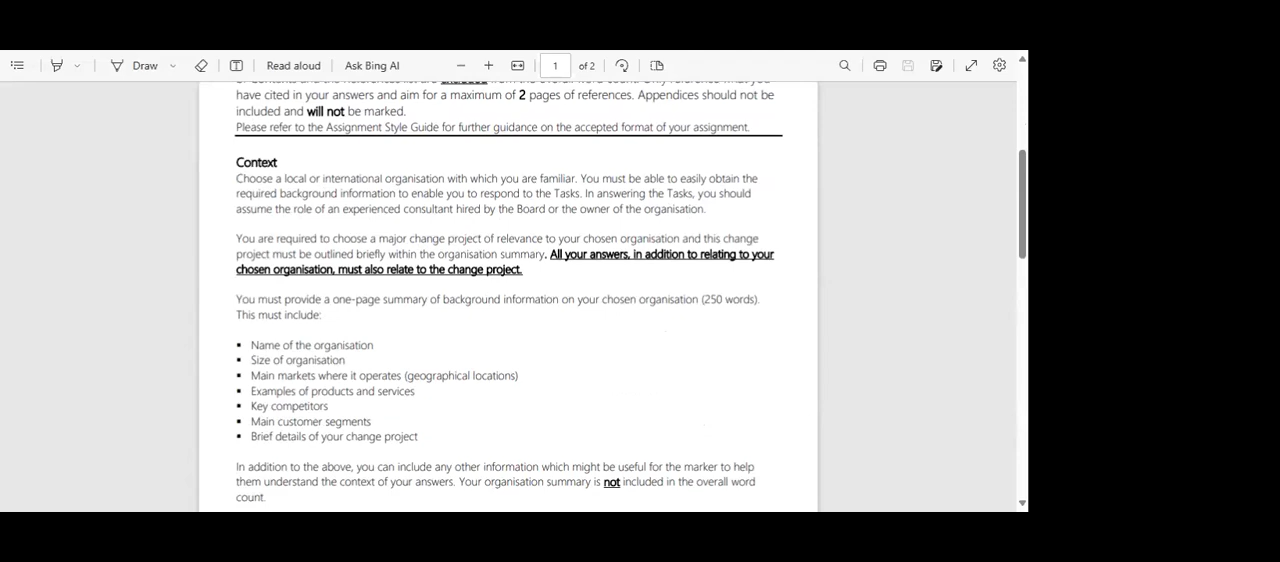 Draw
Read aloud
Ask Bing AI
1
of 2
have cited in your answers and aim for a maximum of 2 pages of references. Appendices should not be
included and will not be marked.
Please refer to the Assignment Style Guide for further guidance on the accepted format of your assignment.
Context
Choose a local or international organisation with which you are familiar. You must be able to easily obtain the
required background information to enable you to respond to the Tasks. In answering the Tasks, you should
assume the role of an experienced consultant hired by the Board or the owner of the organisation.
You are required to choose a major change project of relevance to your chosen organisation and this change
project must be outlined briefly within the organisation summary. All your answers, in addition to relating to your
chosen organisation, must also relate to the change project.
You must provide a one-page summary of background information on your chosen organisation (250 words).
This must include:
▪ Name of the organisation
▪ Size of organisation
▪ Main markets where it operates (geographical locations)
▪ Examples of products and services
▪ Key competitors
▪ Main customer segments
▪ Brief details of your change project
In addition to the above, you can include any other information which might be useful for the marker to help
them understand the context of your answers. Your organisation summary is not included in the overall word
count.